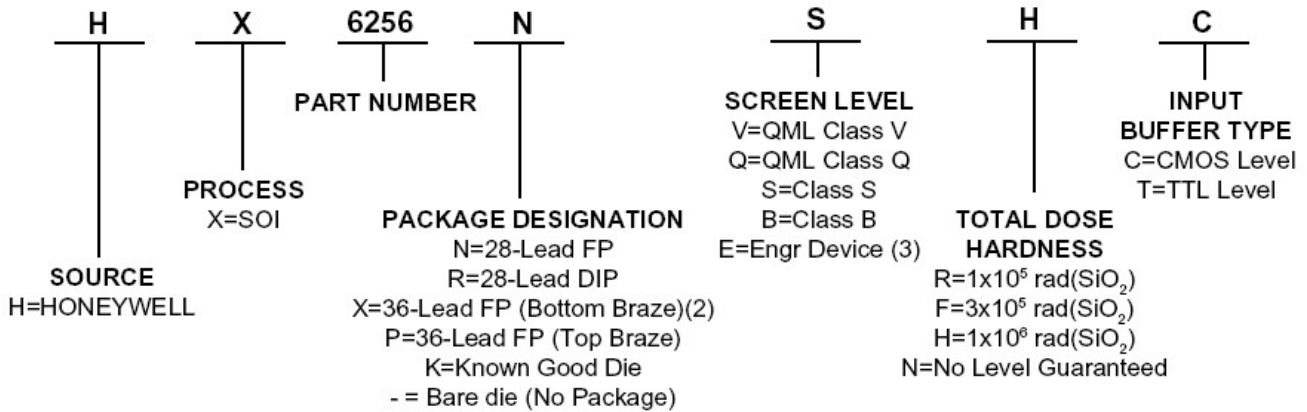 H X 6256 N S H C
PART NUMBER
PROCESS
X=SOI
SOURCE
H=HONEYWELL
PACKAGE DESIGNATION
N=28-Lead FP
R=28-Lead DIP
X=36-Lead FP (Bottom Braze)(2)
P=36-Lead FP (Top Braze)
K=Known Good Die
- = Bare die (No Package)
SCREEN LEVEL
V=QML Class V
Q=QML Class Q
S=Class S
B=Class B
E=Engr Device (3)
TOTAL DOSE
HARDNESS
R=1x10⁵ rad(SiO₂)
F=3x10⁵ rad(SiO₂)
H=1x10⁶ rad(SiO₂)
N=No Level Guaranteed
INPUT
BUFFER TYPE
C=CMOS Level
T=TTL Level